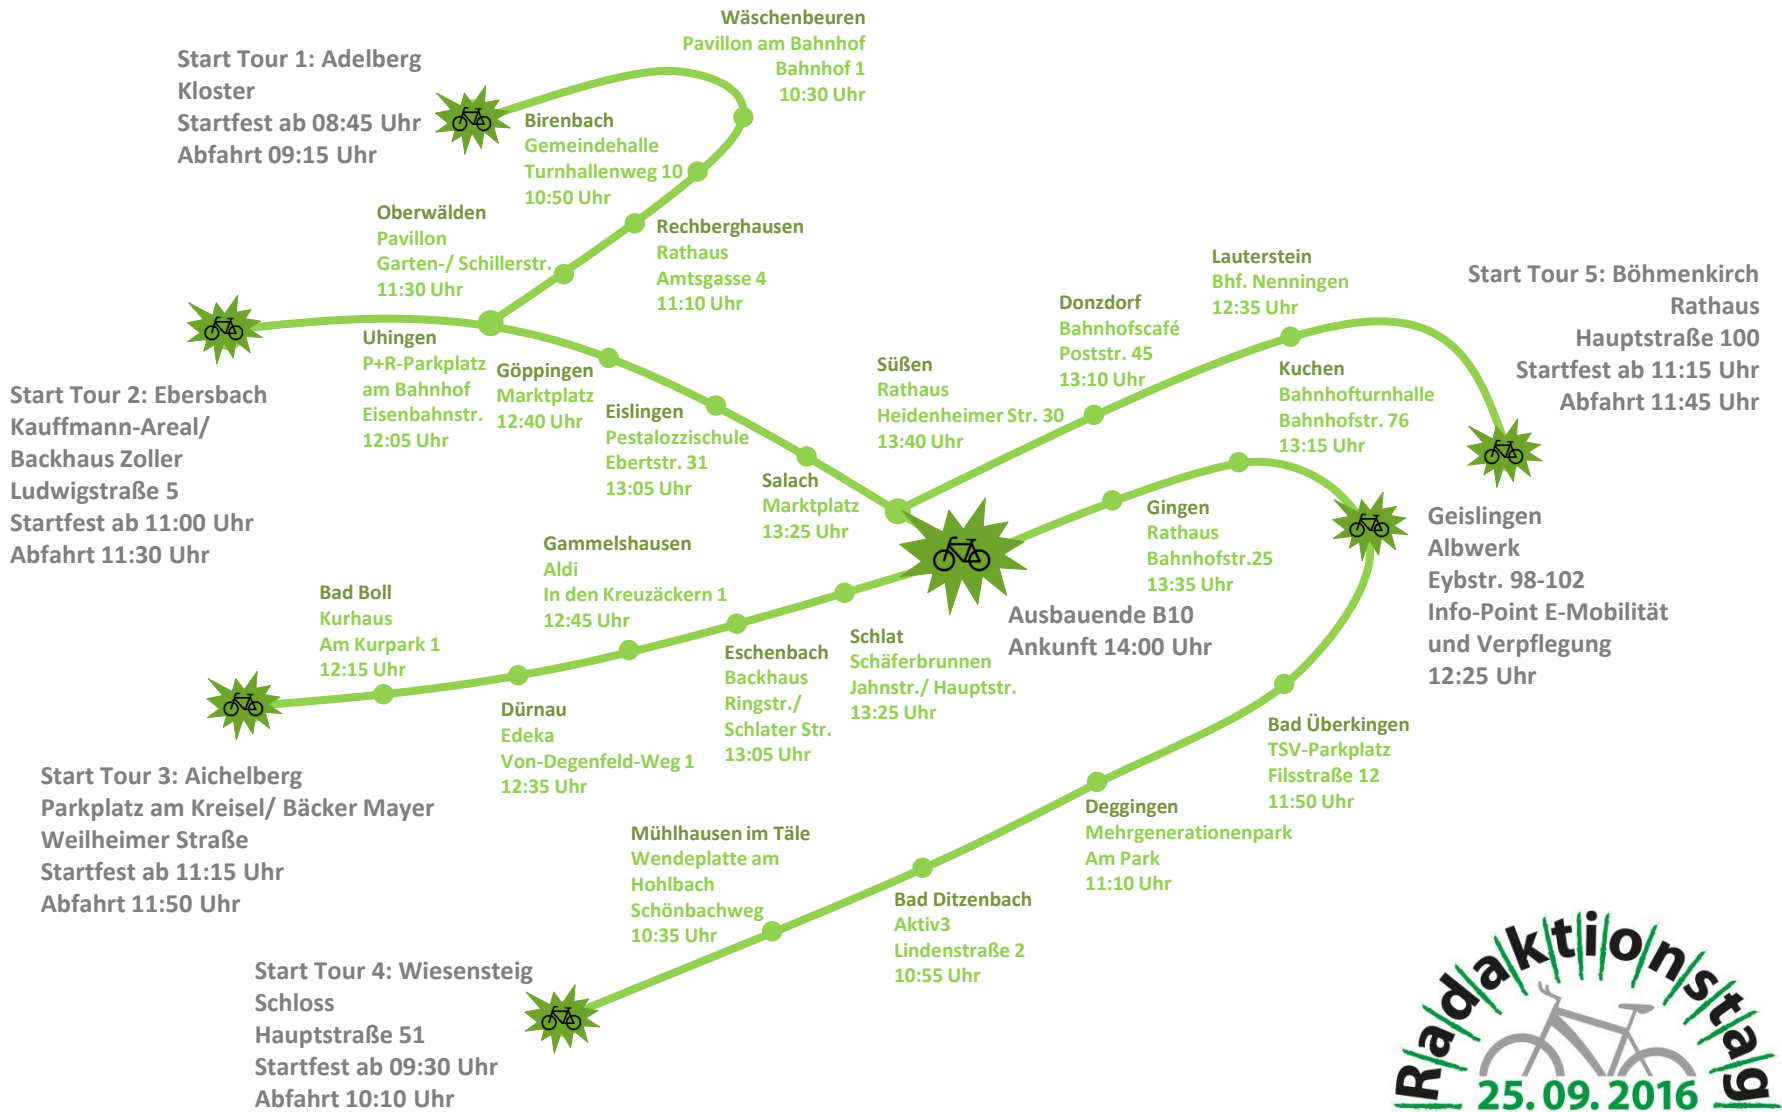 Wäschenbeuren
Pavillon am Bahnhof
Bahnhof 1
10:30 Uhr
Start Tour 1: Adelberg
Kloster
Startfest ab 08:45 Uhr
Abfahrt 09:15 Uhr
Birenbach
Gemeindehalle
Turnhallenweg 10
10:50 Uhr
Oberwälden
Pavillon
Garten-/ Schillerstr.
11:30 Uhr
Rechberghausen
Rathaus
Amtsgasse 4
11:10 Uhr
Lauterstein
Bhf. Nenningen
12:35 Uhr
Start Tour 5: Böhmenkirch
Rathaus
Hauptstraße 100
Startfest ab 11:15 Uhr
Abfahrt 11:45 Uhr
Donzdorf
Bahnhofscafé
Poststr. 45
13:10 Uhr
Uhingen
P+R-Parkplatz
am Bahnhof
Eisenbahnstr.
12:05 Uhr
Göppingen
Marktplatz
12:40 Uhr
Süßen
Rathaus
Heidenheimer Str. 30
13:40 Uhr
Kuchen
Bahnhofturnhalle
Bahnhofstr. 76
13:15 Uhr
Start Tour 2: Ebersbach
Kauffmann-Areal/
Backhaus Zoller
Ludwigstraße 5
Startfest ab 11:00 Uhr
Abfahrt 11:30 Uhr
Eislingen
Pestalozzischule
Ebertstr. 31
13:05 Uhr
Salach
Marktplatz
13:25 Uhr
Gingen
Rathaus
Bahnhofstr.25
13:35 Uhr
Geislingen
Albwerk
Eybstr. 98-102
Info-Point E-Mobilität
und Verpflegung
12:25 Uhr
Gammelshausen
Aldi
In den Kreuzäckern 1
12:45 Uhr
Bad Boll
Kurhaus
Am Kurpark 1
12:15 Uhr
Ausbauende B10
Ankunft 14:00 Uhr
Schlat
Schäferbrunnen
Jahnstr./ Hauptstr.
13:25 Uhr
Eschenbach
Backhaus
Ringstr./
Schlater Str.
13:05 Uhr
Dürnau
Edeka
Von-Degenfeld-Weg 1
12:35 Uhr
Bad Überkingen
TSV-Parkplatz
Filsstraße 12
11:50 Uhr
Start Tour 3: Aichelberg
Parkplatz am Kreisel/ Bäcker Mayer
Weilheimer Straße
Startfest ab 11:15 Uhr
Abfahrt 11:50 Uhr
Deggingen
Mehrgenerationenpark
Am Park
11:10 Uhr
Mühlhausen im Täle
Wendeplatte am
Hohlbach
Schönbachweg
10:35 Uhr
Bad Ditzenbach
Aktiv3
Lindenstraße 2
10:55 Uhr
Start Tour 4: Wiesensteig
Schloss
Hauptstraße 51
Startfest ab 09:30 Uhr
Abfahrt 10:10 Uhr
Radaktionstag
25.09.2016